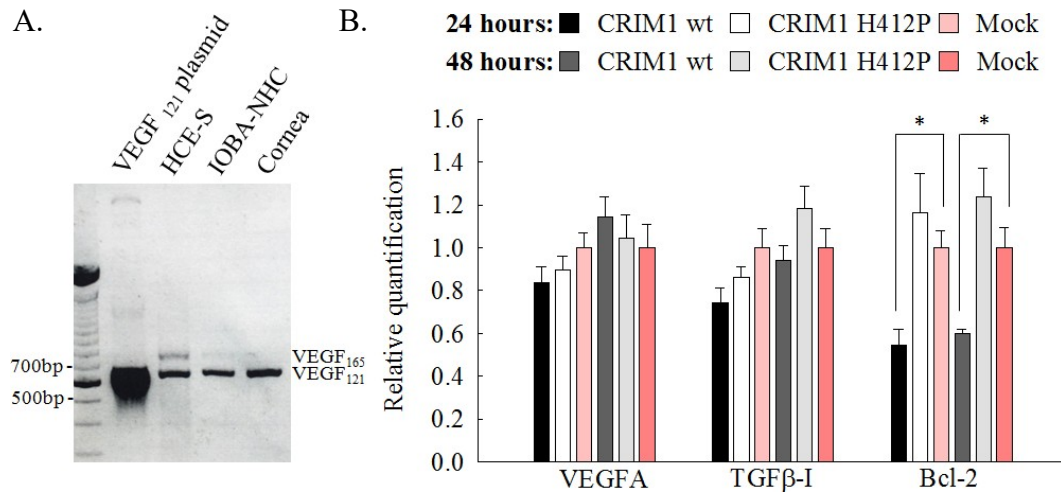 A.
VEGF 121 plasmid
HCE-S
IOBA-NHC
Cornea
700bp
500bp
VEGF165
VEGF121
B.
24 hours: CRIM1 wt CRIM1 H412P Mock
48 hours: CRIM1 wt CRIM1 H412P Mock
Relative quantification
1.6
1.4
1.2
1.0
0.8
0.6
0.4
0.2
0.0
* *
VEGFA TGFβ-I Bcl-2